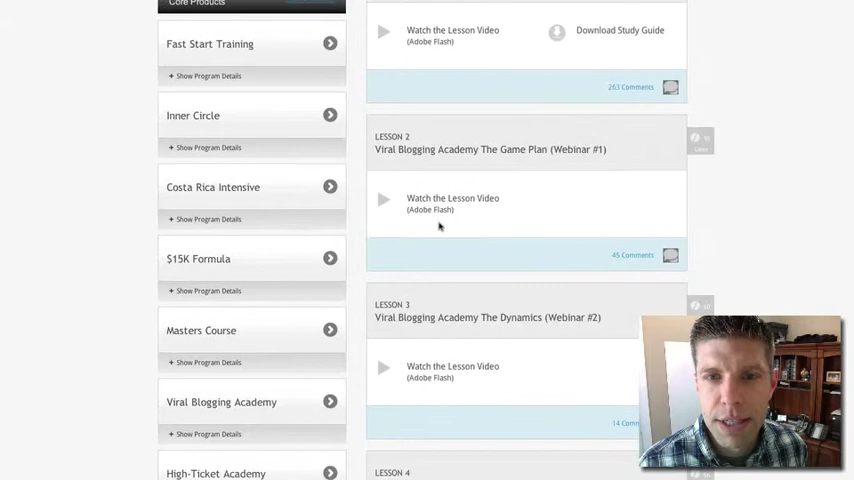 Core Products
Fast Start Training
+ Show Program Details
Inner Circle
+ Show Program Details
Costa Rica Intensive
+ Show Program Details
$15K Formula
+ Show Program Details
Masters Course
+ Show Program Details
Viral Blogging Academy
+ Show Program Details
High-Ticket Academy
Watch the Lesson Video
(Adobe Flash)
Download Study Guide
263 Comments
LESSON 2
Viral Blogging Academy The Game Plan (Webinar #1)
Watch the Lesson Video
(Adobe Flash)
45 Comments
LESSON 3
Viral Blogging Academy The Dynamics (Webinar #2)
Watch the Lesson Video
(Adobe Flash)
14 Comm
LESSON 4